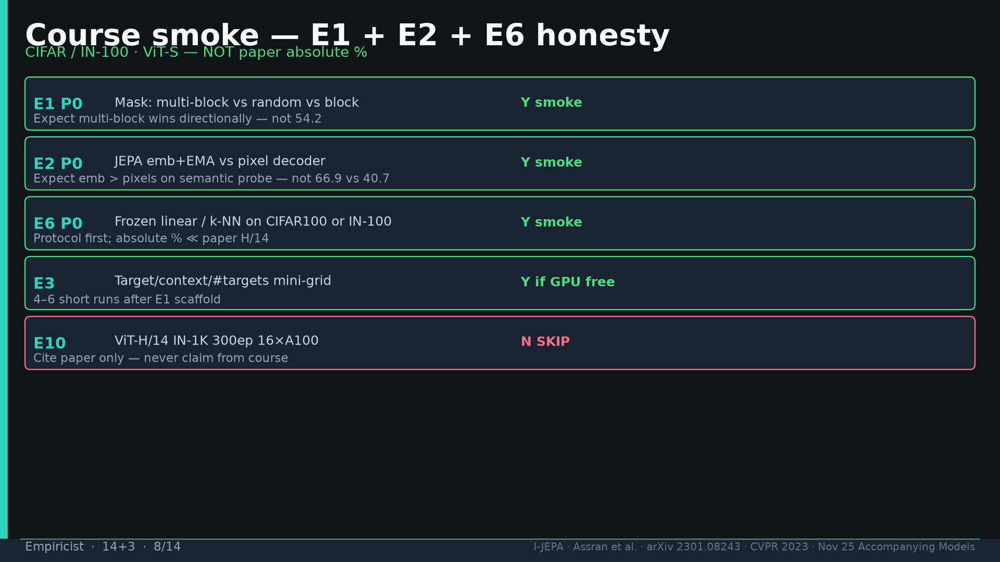 Course smoke — E1 + E2 + E6 honesty
CIFAR / IN-100 · ViT-S — NOT paper absolute %
E1 P0 Mask: multi-block vs random vs block Y smoke
Expect multi-block wins directionally — not 54.2
E2 P0 JEPA emb+EMA vs pixel decoder Y smoke
Expect emb > pixels on semantic probe — not 66.9 vs 40.7
E6 P0 Frozen linear / k-NN on CIFAR100 or IN-100 Y smoke
Protocol first; absolute % ≪ paper H/14
E3 Target/context/#targets mini-grid Y if GPU free
4–6 short runs after E1 scaffold
E10 ViT-H/14 IN-1K 300ep 16×A100 N SKIP
Cite paper only — never claim from course
Empiricist · 14+3 · 8/14 I-JEPA · Assran et al. · arXiv 2301.08243 · CVPR 2023 · Nov 25 Accompanying Models